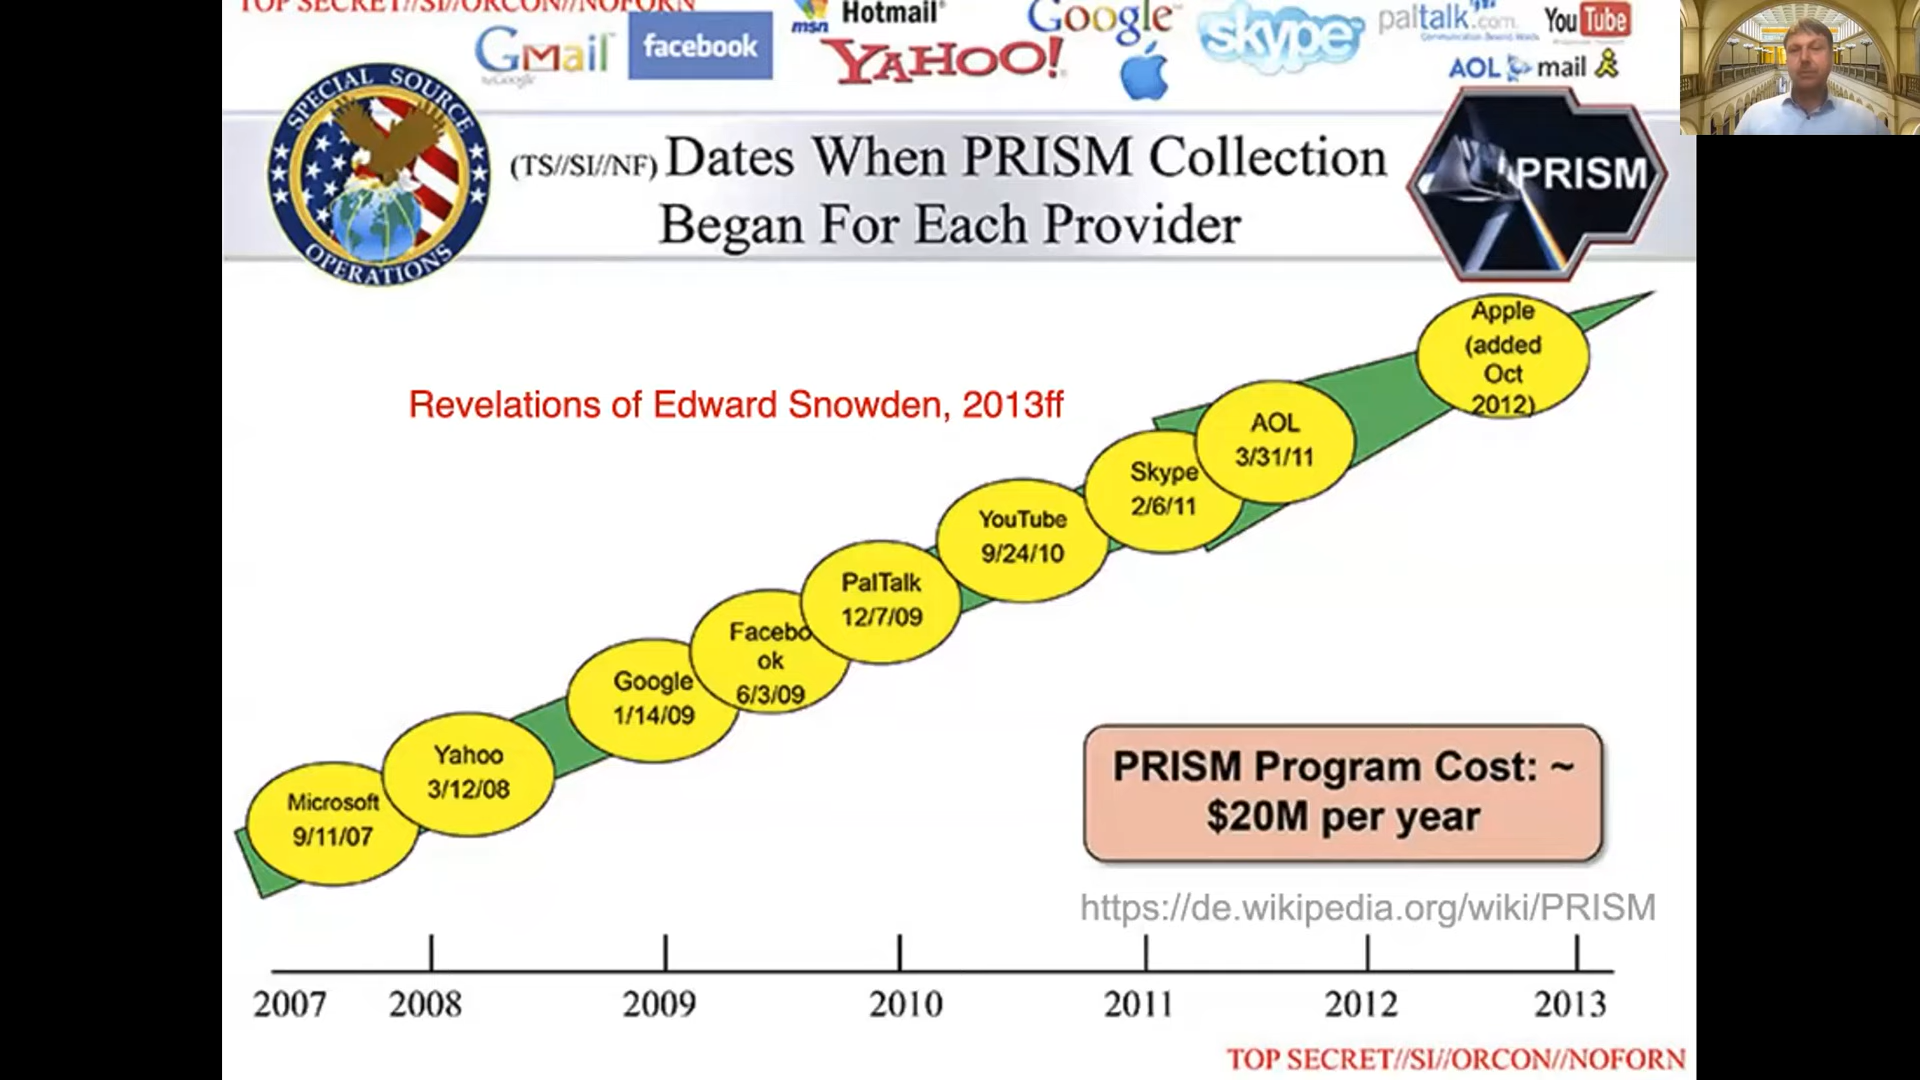 TOP SECRET//SI//ORCON//NOFORN
msn
Hotmail
Google
skype
paltalk.com
YouTube
Gmail
by Google
facebook
YAHOO!
AOL mail
SPECIAL SOURCE
OPERATIONS
(TS//SI//NF) Dates When PRISM Collection
Began For Each Provider
PRISM
Revelations of Edward Snowden, 2013ff
Apple
(added
Oct
2012)
AOL
3/31/11
Skype
2/6/11
YouTube
9/24/10
PalTalk
12/7/09
Facebo
ok
6/3/09
Google
1/14/09
Yahoo
3/12/08
Microsoft
9/11/07
PRISM Program Cost: ~
$20M per year
https://de.wikipedia.org/wiki/PRISM
2007 2008 2009 2010 2011 2012 2013
TOP SECRET//SI//ORCON//NOFORN